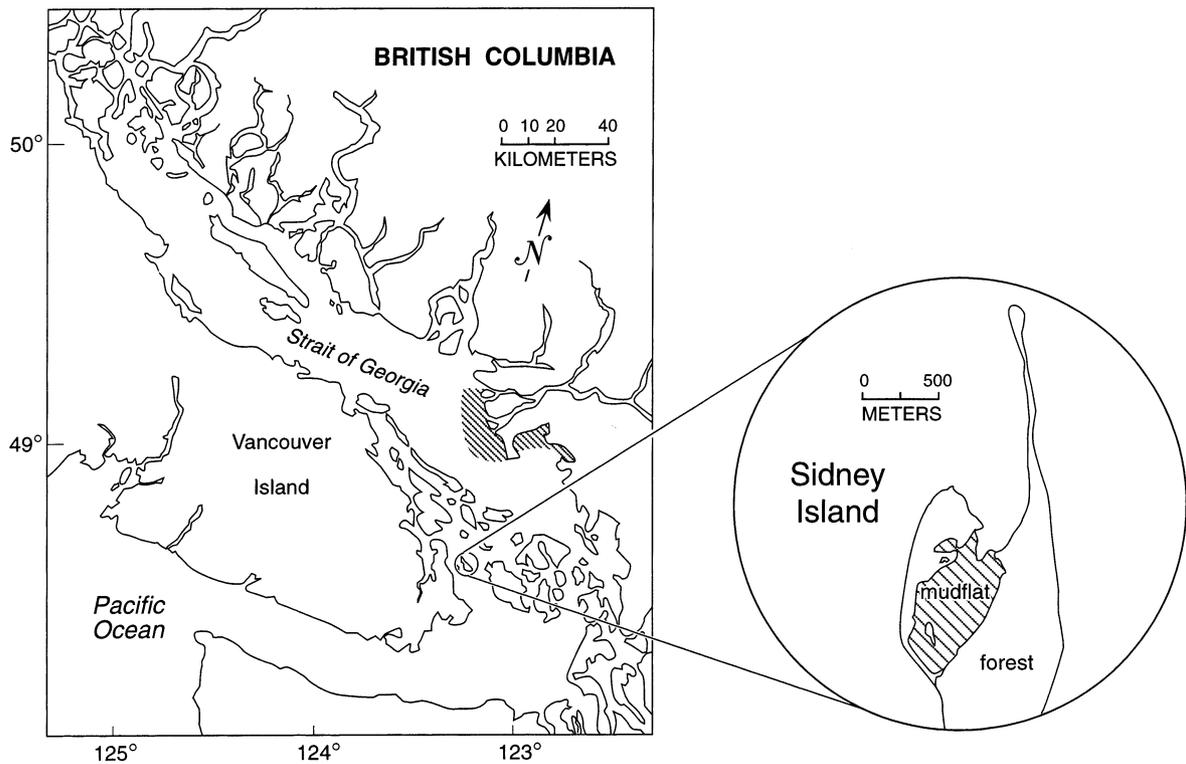 BRITISH COLUMBIA
0 10 20 40
KILOMETERS
N
50°
Strait of Georgia
49°
Vancouver
Island
Pacific
Ocean
125°
124°
123°
0 500
METERS
Sidney
Island
mudflat
forest